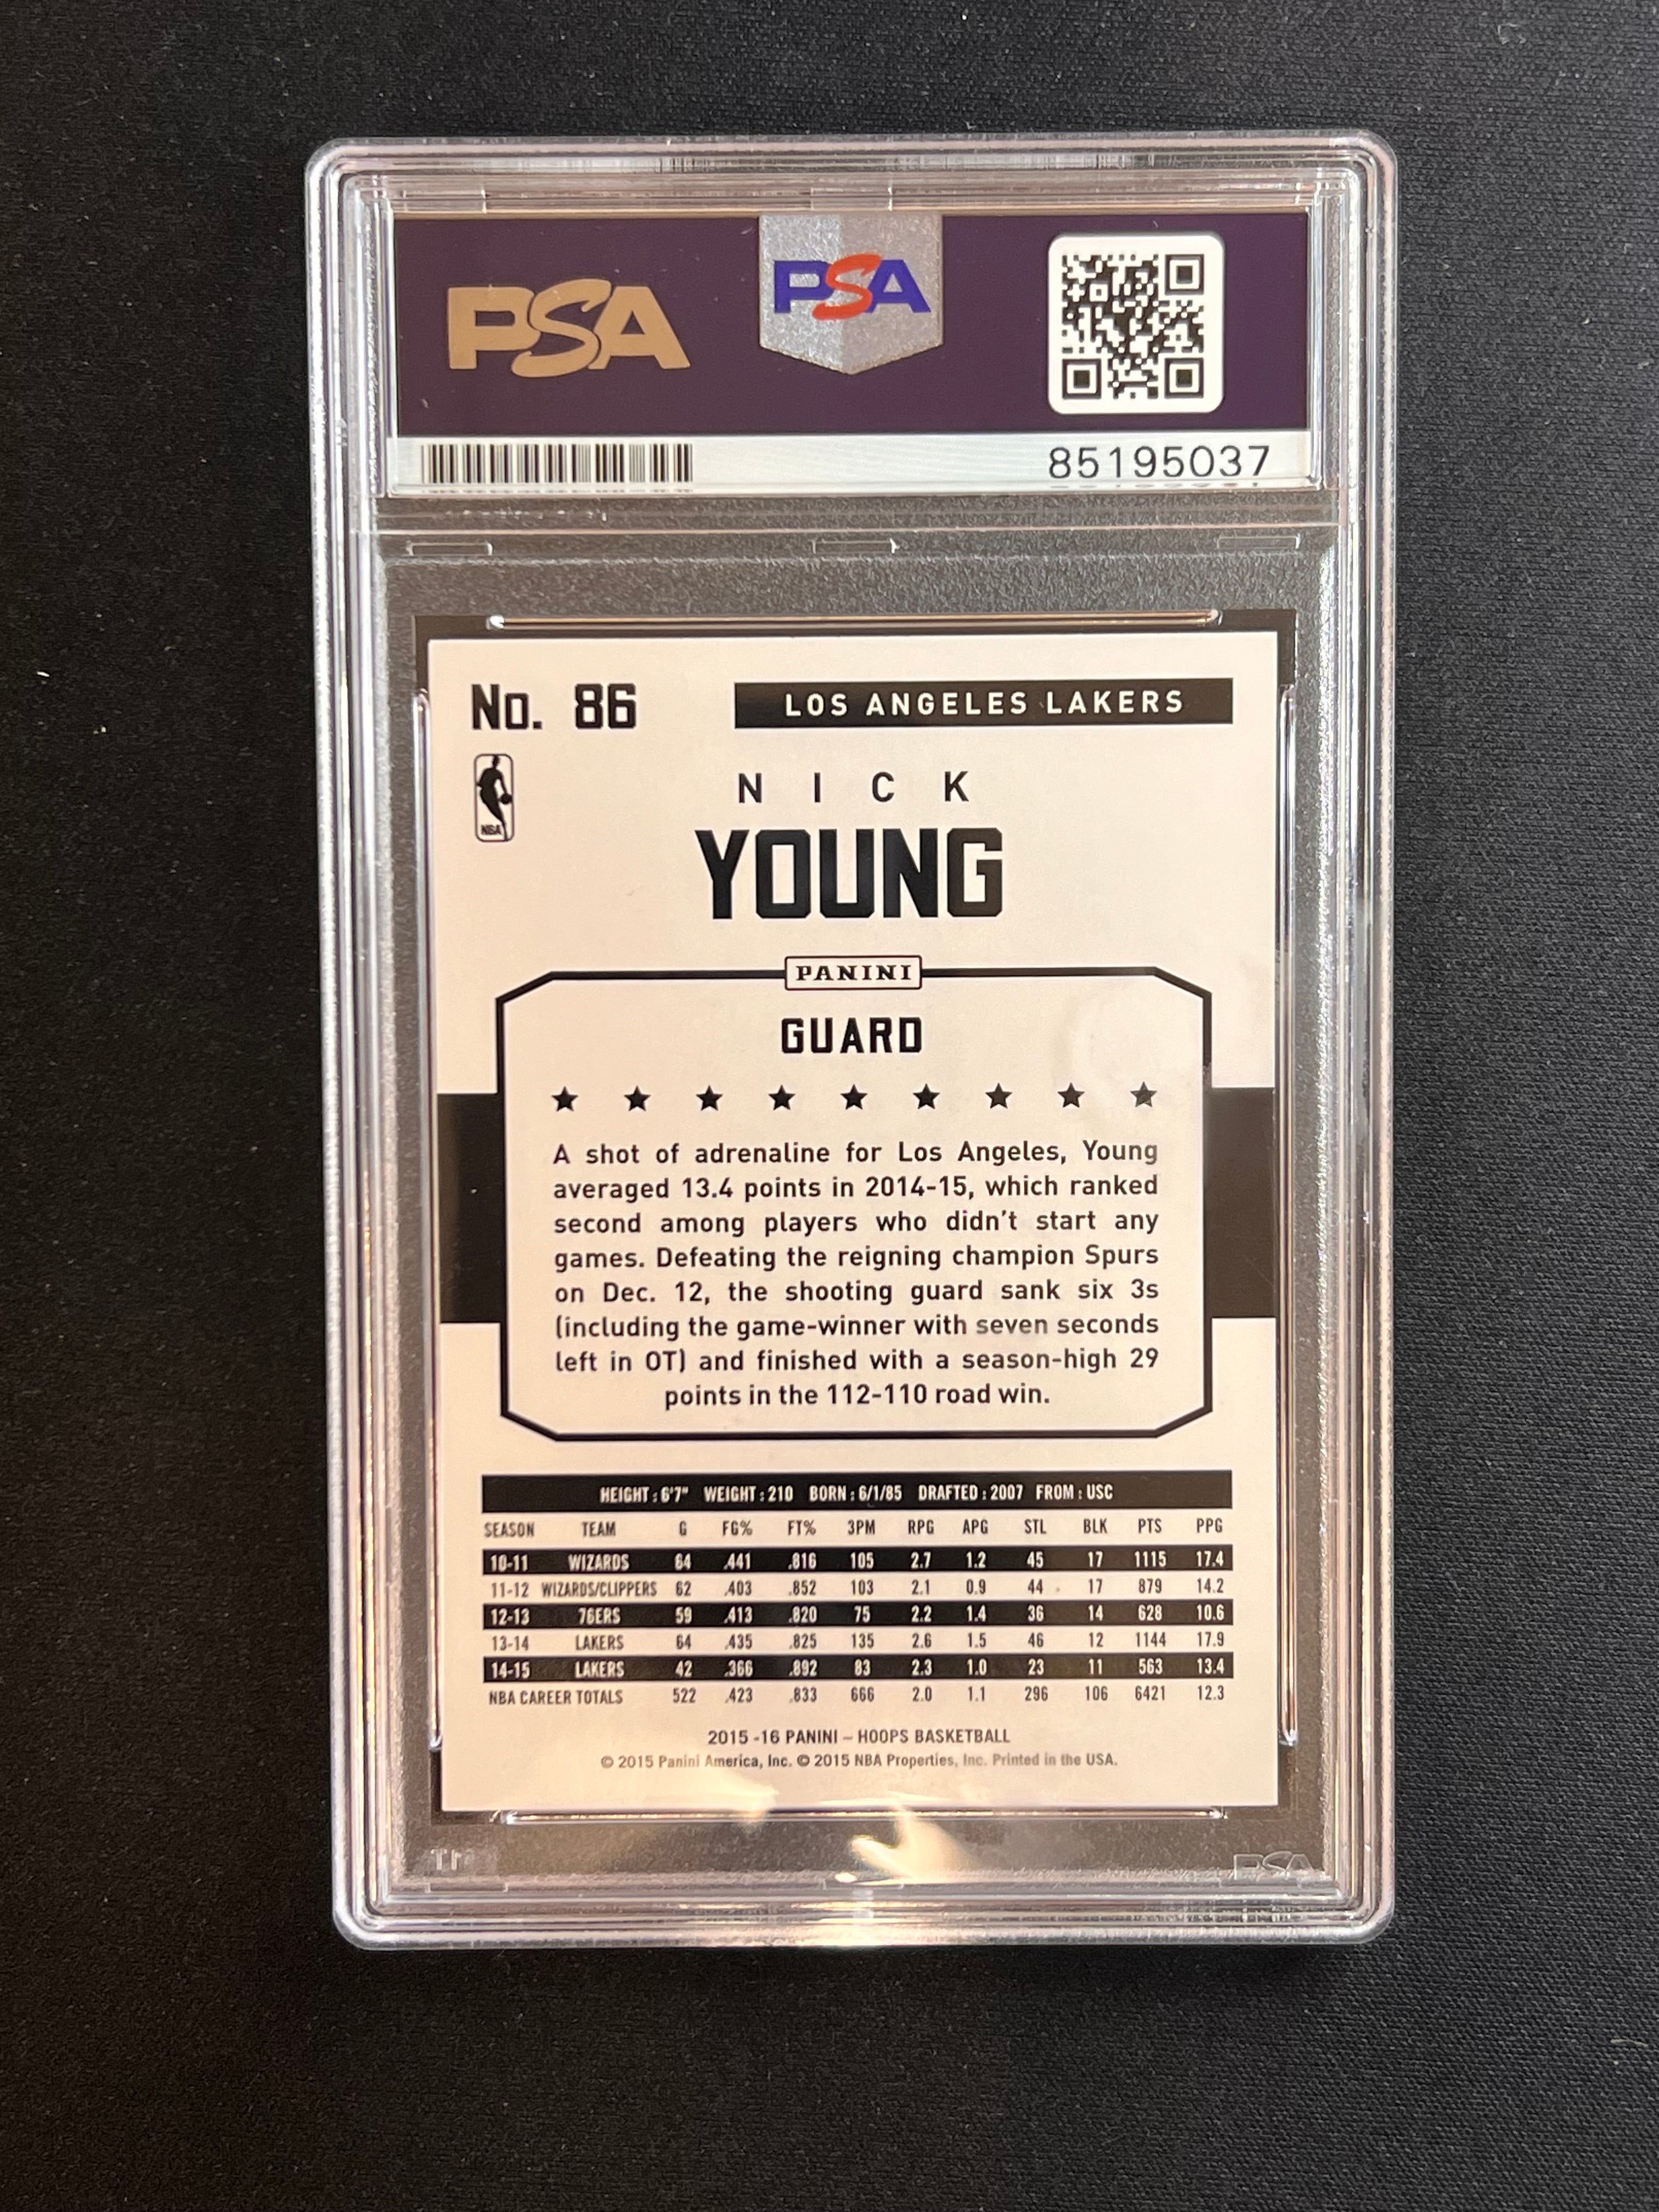 PSA PSA
85195037
No. 86 LOS ANGELES LAKERS
NBA
NICK
YOUNG
PANINI
GUARD
A shot of adrenaline for Los Angeles, Young
averaged 13.4 points in 2014-15, which ranked
second among players who didn't start any
games. Defeating the reigning champion Spurs
on Dec. 12, the shooting guard sank six 3s
(including the game-winner with seven seconds
left in OT) and finished with a season-high 29
points in the 112-110 road win.
HEIGHT : 6'7" WEIGHT : 210 BORN : 6/1/85 DRAFTED : 2007 FROM : USC
SEASON TEAM G FG% FT% 3PM RPG APG STL BLK PTS PPG
10-11 WIZARDS 64 .441 .816 105 2.7 1.2 45 17 1115 17.4
11-12 WIZARDS/CLIPPERS 62 .403 .852 103 2.1 0.9 44 17 879 14.2
12-13 76ERS 59 .413 .820 75 2.2 1.4 36 14 628 10.6
13-14 LAKERS 64 .435 .825 135 2.6 1.5 46 12 1144 17.9
14-15 LAKERS 42 .366 .892 83 2.3 1.0 23 11 563 13.4
NBA CAREER TOTALS 522 .423 .833 666 2.0 1.1 296 106 6421 12.3
2015 -16 PANINI – HOOPS BASKETBALL
© 2015 Panini America, Inc. © 2015 NBA Properties, Inc. Printed in the USA.
PSA